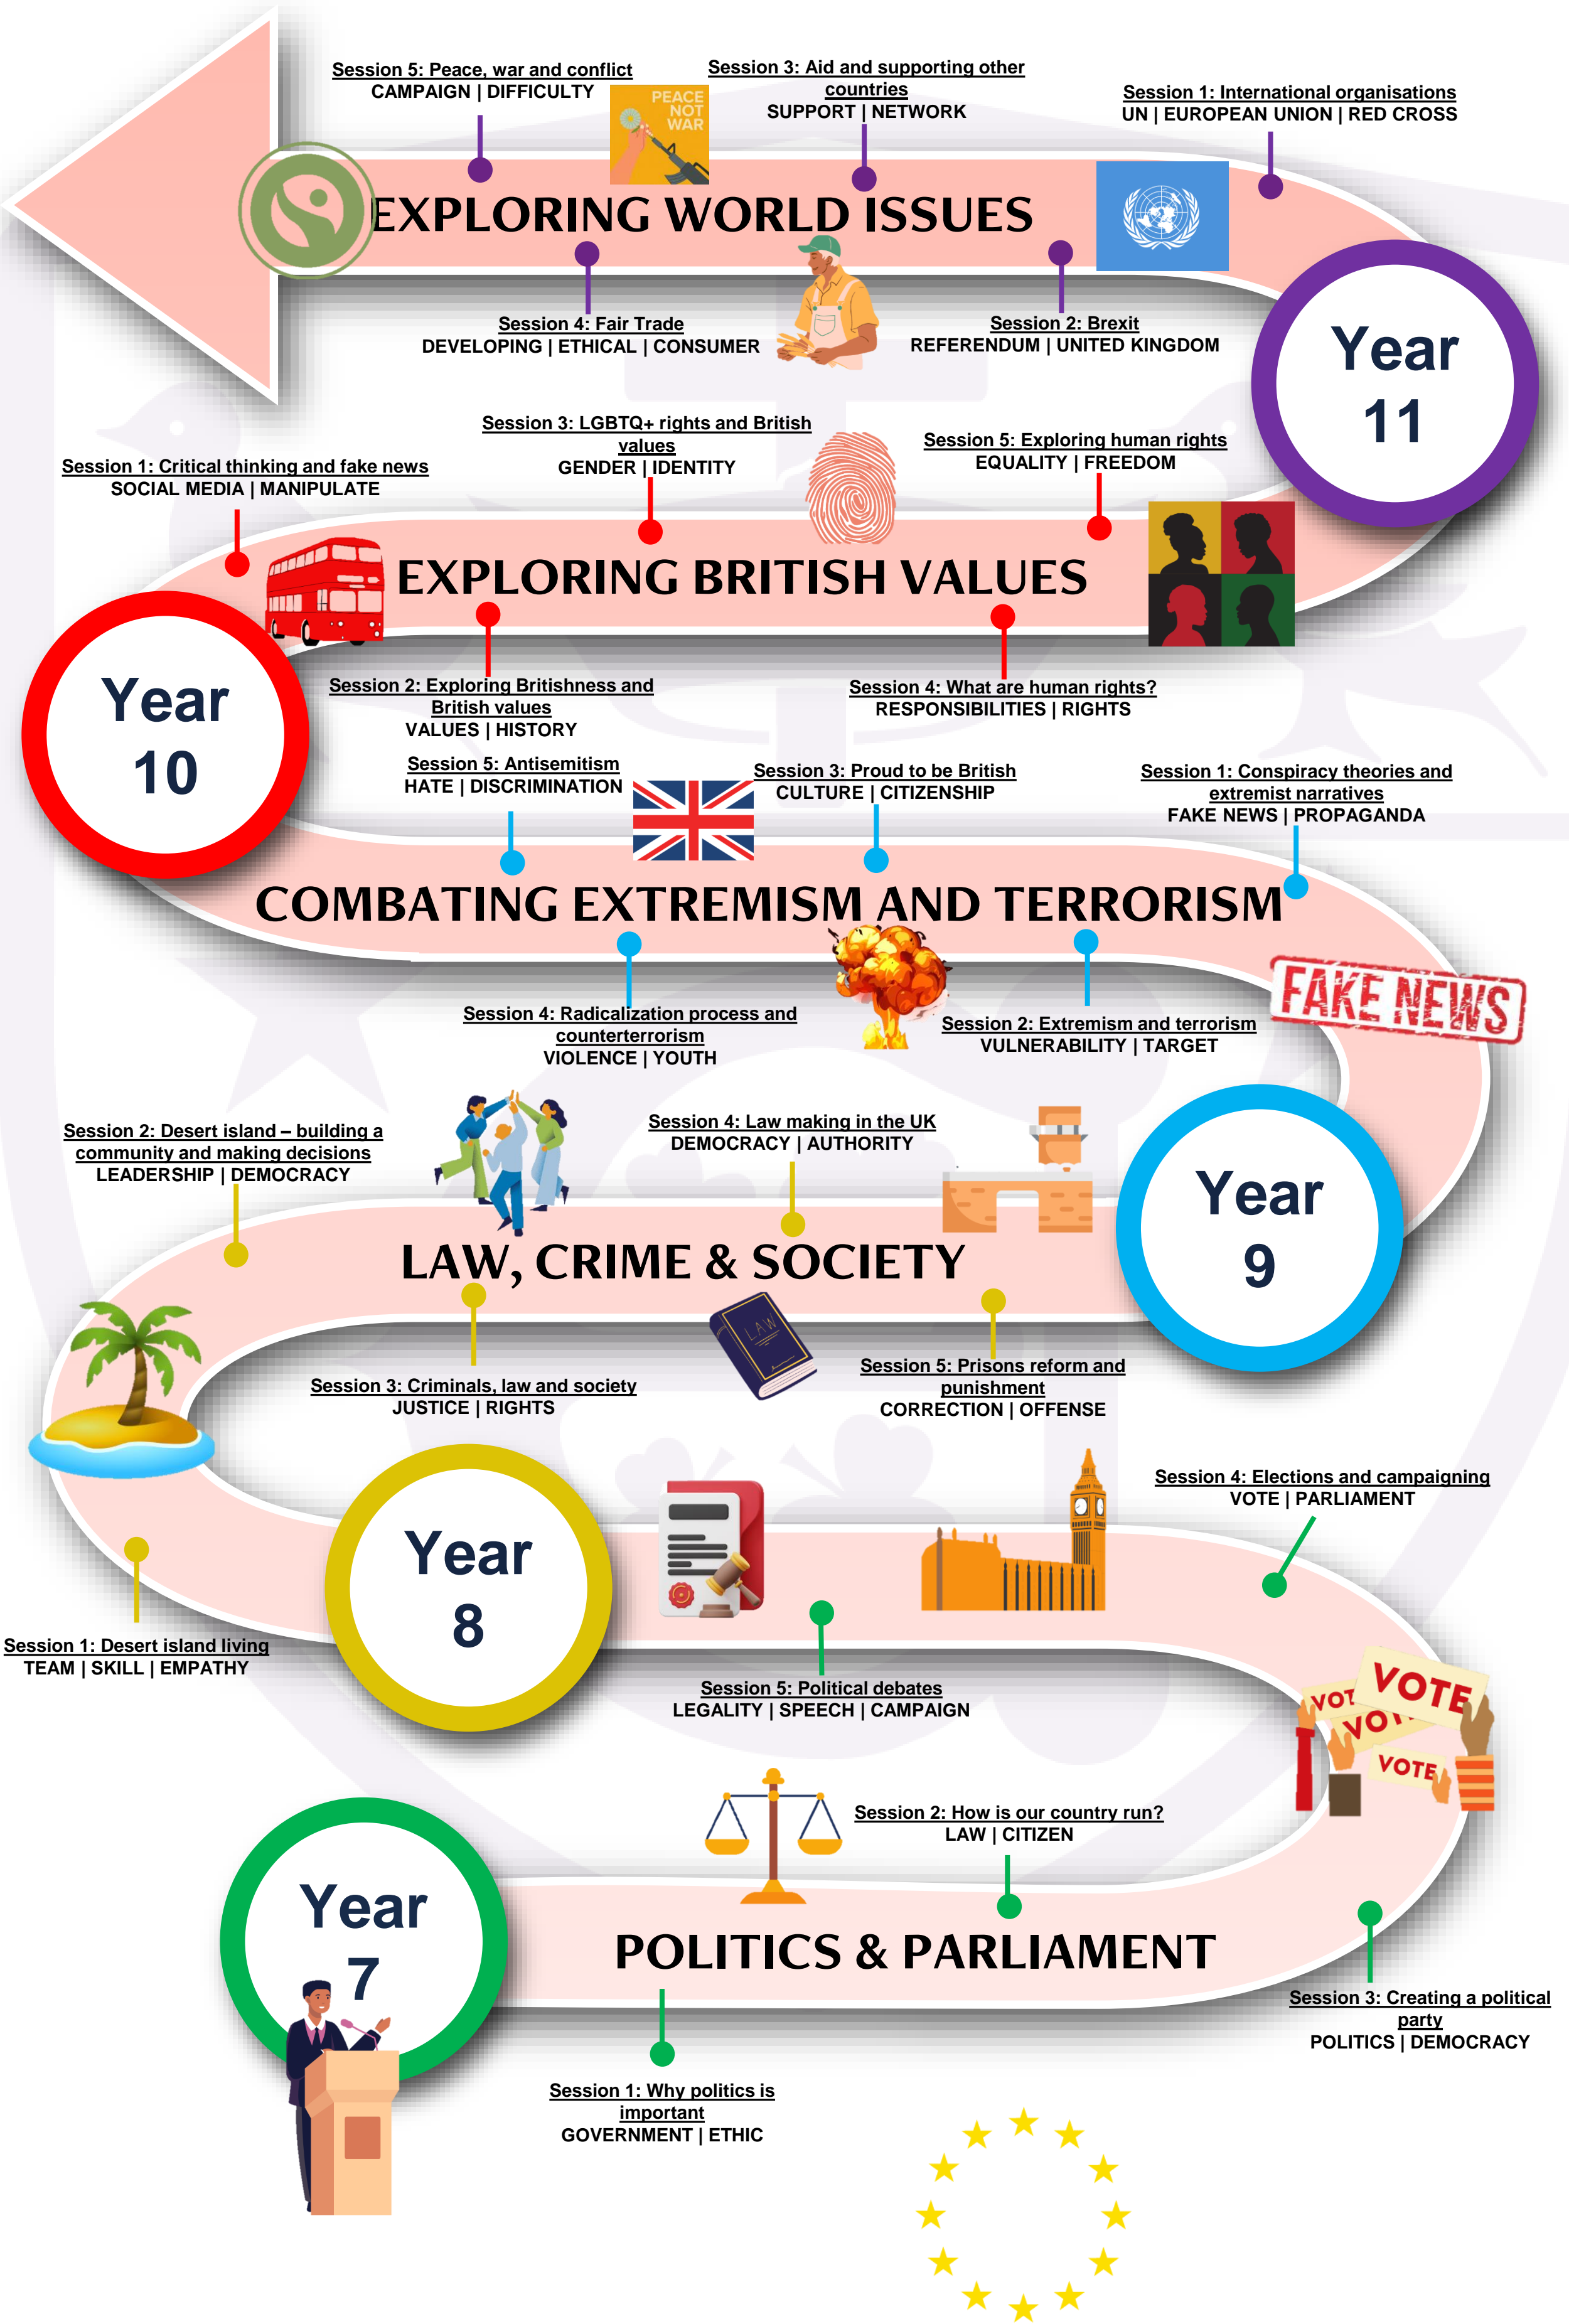 Session 5: Peace, war and conflict
CAMPAIGN | DIFFICULTY
PEACE
NOT
WAR
Session 3: Aid and supporting other
countries
SUPPORT | NETWORK
Session 1: International organisations
UN | EUROPEAN UNION | RED CROSS
EXPLORING WORLD ISSUES
Session 4: Fair Trade
DEVELOPING | ETHICAL | CONSUMER
Session 2: Brexit
REFERENDUM | UNITED KINGDOM
Year
11
Session 1: Critical thinking and fake news
SOCIAL MEDIA | MANIPULATE
Session 3: LGBTQ+ rights and British
values
GENDER | IDENTITY
Session 5: Exploring human rights
EQUALITY | FREEDOM
EXPLORING BRITISH VALUES
Year
10
Session 2: Exploring Britishness and
British values
VALUES | HISTORY
Session 4: What are human rights?
RESPONSIBILITIES | RIGHTS
Session 5: Antisemitism
HATE | DISCRIMINATION
Session 3: Proud to be British
CULTURE | CITIZENSHIP
Session 1: Conspiracy theories and
extremist narratives
FAKE NEWS | PROPAGANDA
COMBATING EXTREMISM AND TERRORISM
FAKE NEWS
Session 4: Radicalization process and
counterterrorism
VIOLENCE | YOUTH
Session 2: Extremism and terrorism
VULNERABILITY | TARGET
Session 2: Desert island – building a
community and making decisions
LEADERSHIP | DEMOCRACY
Session 4: Law making in the UK
DEMOCRACY | AUTHORITY
Year
9
LAW, CRIME & SOCIETY
LAW
Session 3: Criminals, law and society
JUSTICE | RIGHTS
Session 5: Prisons reform and
punishment
CORRECTION | OFFENSE
Session 4: Elections and campaigning
VOTE | PARLIAMENT
Year
8
Session 1: Desert island living
TEAM | SKILL | EMPATHY
Session 5: Political debates
LEGALITY | SPEECH | CAMPAIGN
VOTE
VOT
VOT
VOTE
Session 2: How is our country run?
LAW | CITIZEN
Year
7
POLITICS & PARLIAMENT
Session 3: Creating a political
party
POLITICS | DEMOCRACY
Session 1: Why politics is
important
GOVERNMENT | ETHIC